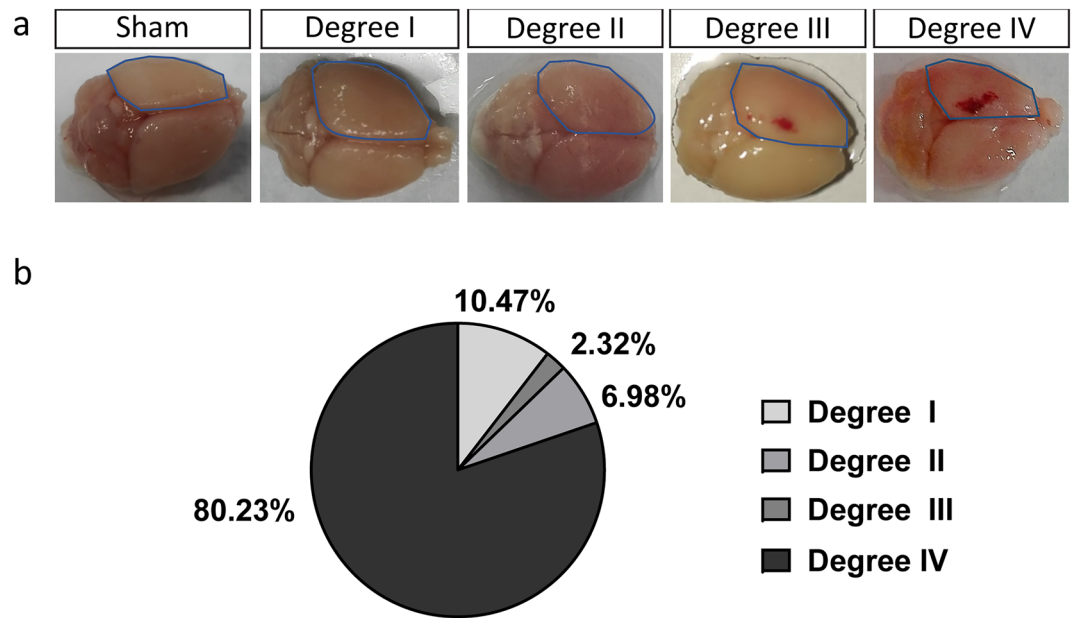 a
Sham
Degree I
Degree II
Degree III
Degree IV
b
10.47%
2.32%
6.98%
80.23%
Degree I
Degree II
Degree III
Degree IV